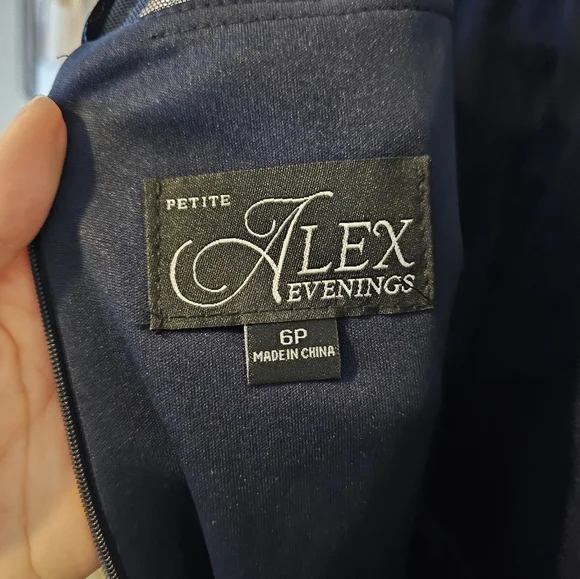 PETITE
ALEX
EVENINGS
6P
MADE IN CHINA